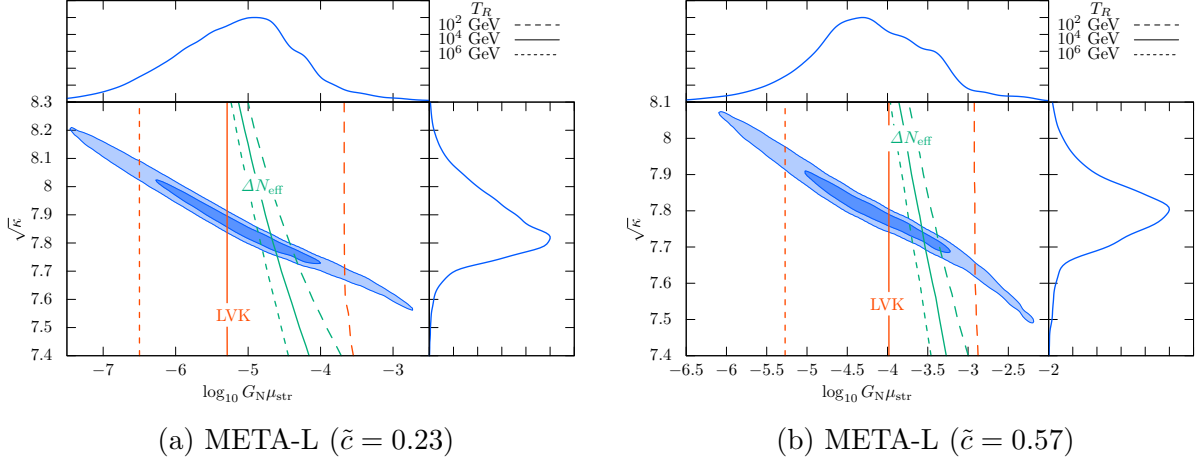 T_R
10^2 GeV
10^4 GeV
10^6 GeV
8.3
8.2
8.1
8
7.9
7.8
7.7
7.6
7.5
7.4
√κ
ΔN_eff
LVK
−7 −6 −5 −4 −3
log_10 G_N μ_str
(a) META-L (c̃ = 0.23)
T_R
10^2 GeV
10^4 GeV
10^6 GeV
8.1
8
7.9
7.8
7.7
7.6
7.5
7.4
√κ
ΔN_eff
LVK
−6.5 −6 −5.5 −5 −4.5 −4 −3.5 −3 −2.5 −2
log_10 G_N μ_str
(b) META-L (c̃ = 0.57)